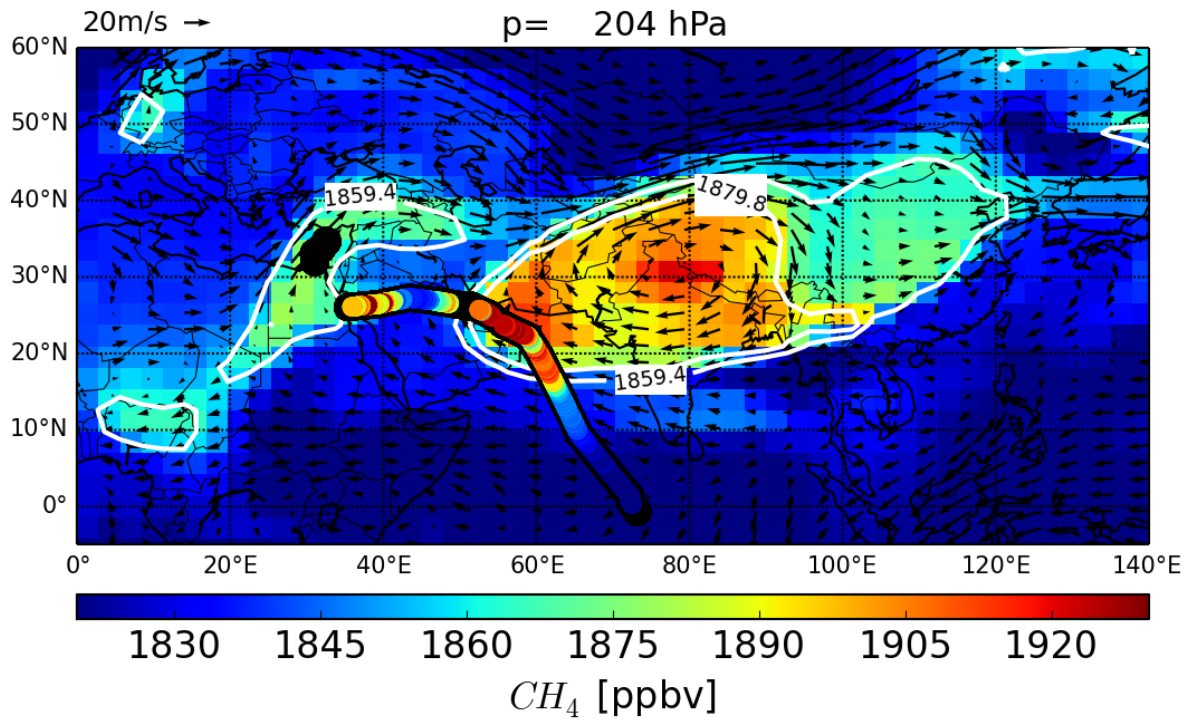 20m/s
p= 204 hPa
60°N
50°N
40°N
30°N
20°N
10°N
0°
1859.4
1879.8
1859.4
0° 20°E 40°E 60°E 80°E 100°E 120°E 140°E
1830 1845 1860 1875 1890 1905 1920
CH₄ [ppbv]